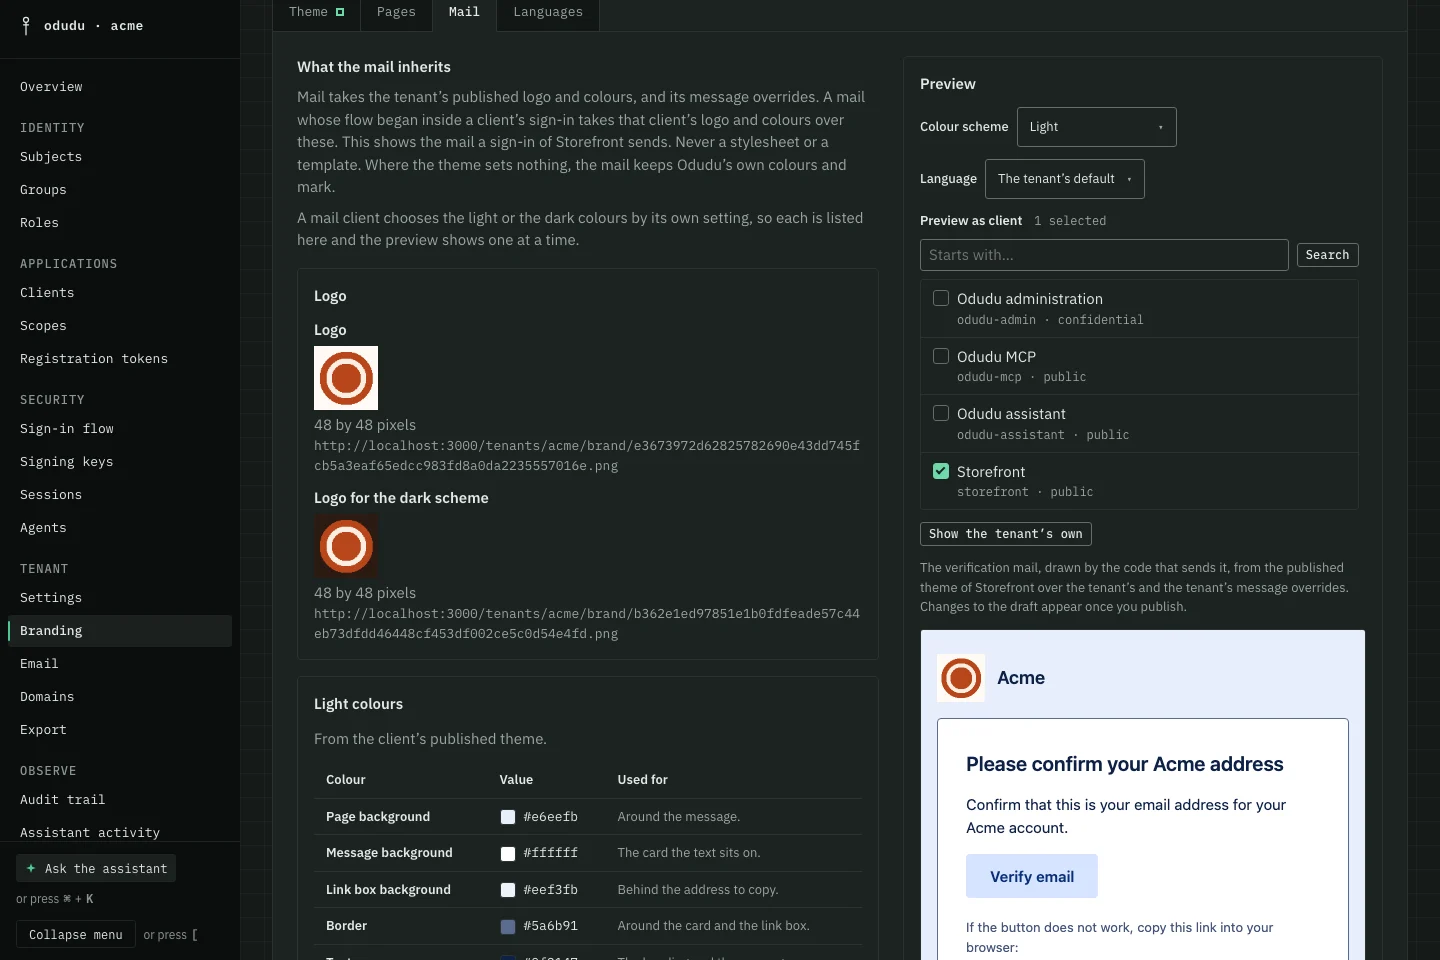 odudu · acme
Overview
IDENTITY
Subjects
Groups
Roles
APPLICATIONS
Clients
Scopes
Registration tokens
SECURITY
Sign-in flow
Signing keys
Sessions
Agents
TENANT
Settings
Branding
Email
Domains
Export
OBSERVE
Audit trail
Assistant activity
Ask the assistant
or press ⌘ + K
Collapse menu or press [
Theme Pages Mail Languages
What the mail inherits
Mail takes the tenant’s published logo and colours, and its message overrides. A mail
whose flow began inside a client’s sign-in takes that client’s logo and colours over
these. This shows the mail a sign-in of Storefront sends. Never a stylesheet or a
template. Where the theme sets nothing, the mail keeps Odudu’s own colours and
mark.
A mail client chooses the light or the dark colours by its own setting, so each is listed
here and the preview shows one at a time.
Logo
Logo
48 by 48 pixels
http://localhost:3000/tenants/acme/brand/e3673972d62825782690e43dd745f
cb5a3eaf65edcc983fd8a0da2235557016e.png
Logo for the dark scheme
48 by 48 pixels
http://localhost:3000/tenants/acme/brand/b362e1ed97851e1b0fdfeade57c44
eb73dfdd46448cf453df002ce5c0d54e4fd.png
Light colours
From the client’s published theme.
Colour Value Used for
Page background #e6eefb Around the message.
Message background #ffffff The card the text sits on.
Link box background #eef3fb Behind the address to copy.
Border #5a6b91 Around the card and the link box.
Preview
Colour scheme Light
Language The tenant’s default
Preview as client 1 selected
Starts with... Search
Odudu administration
odudu-admin · confidential
Odudu MCP
odudu-mcp · public
Odudu assistant
odudu-assistant · public
Storefront
storefront · public
Show the tenant’s own
The verification mail, drawn by the code that sends it, from the published
theme of Storefront over the tenant’s and the tenant’s message overrides.
Changes to the draft appear once you publish.
Acme
Please confirm your Acme address
Confirm that this is your email address for your
Acme account.
Verify email
If the button does not work, copy this link into your
browser: